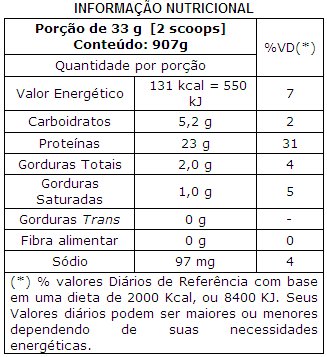 INFORMAÇÃO NUTRICIONAL
Porção de 33 g [2 scoops]
Conteúdo: 907g
%VD(*)
Quantidade por porção
Valor Energético 131 kcal = 550 kJ 7
Carboidratos 5,2 g 2
Proteínas 23 g 31
Gorduras Totais 2,0 g 4
Gorduras Saturadas 1,0 g 5
Gorduras Trans 0 g -
Fibra alimentar 0 g 0
Sódio 97 mg 4
(*) % valores Diários de Referência com base
em uma dieta de 2000 Kcal, ou 8400 KJ. Seus
Valores diários podem ser maiores ou menores
dependendo de suas necessidades
energéticas.